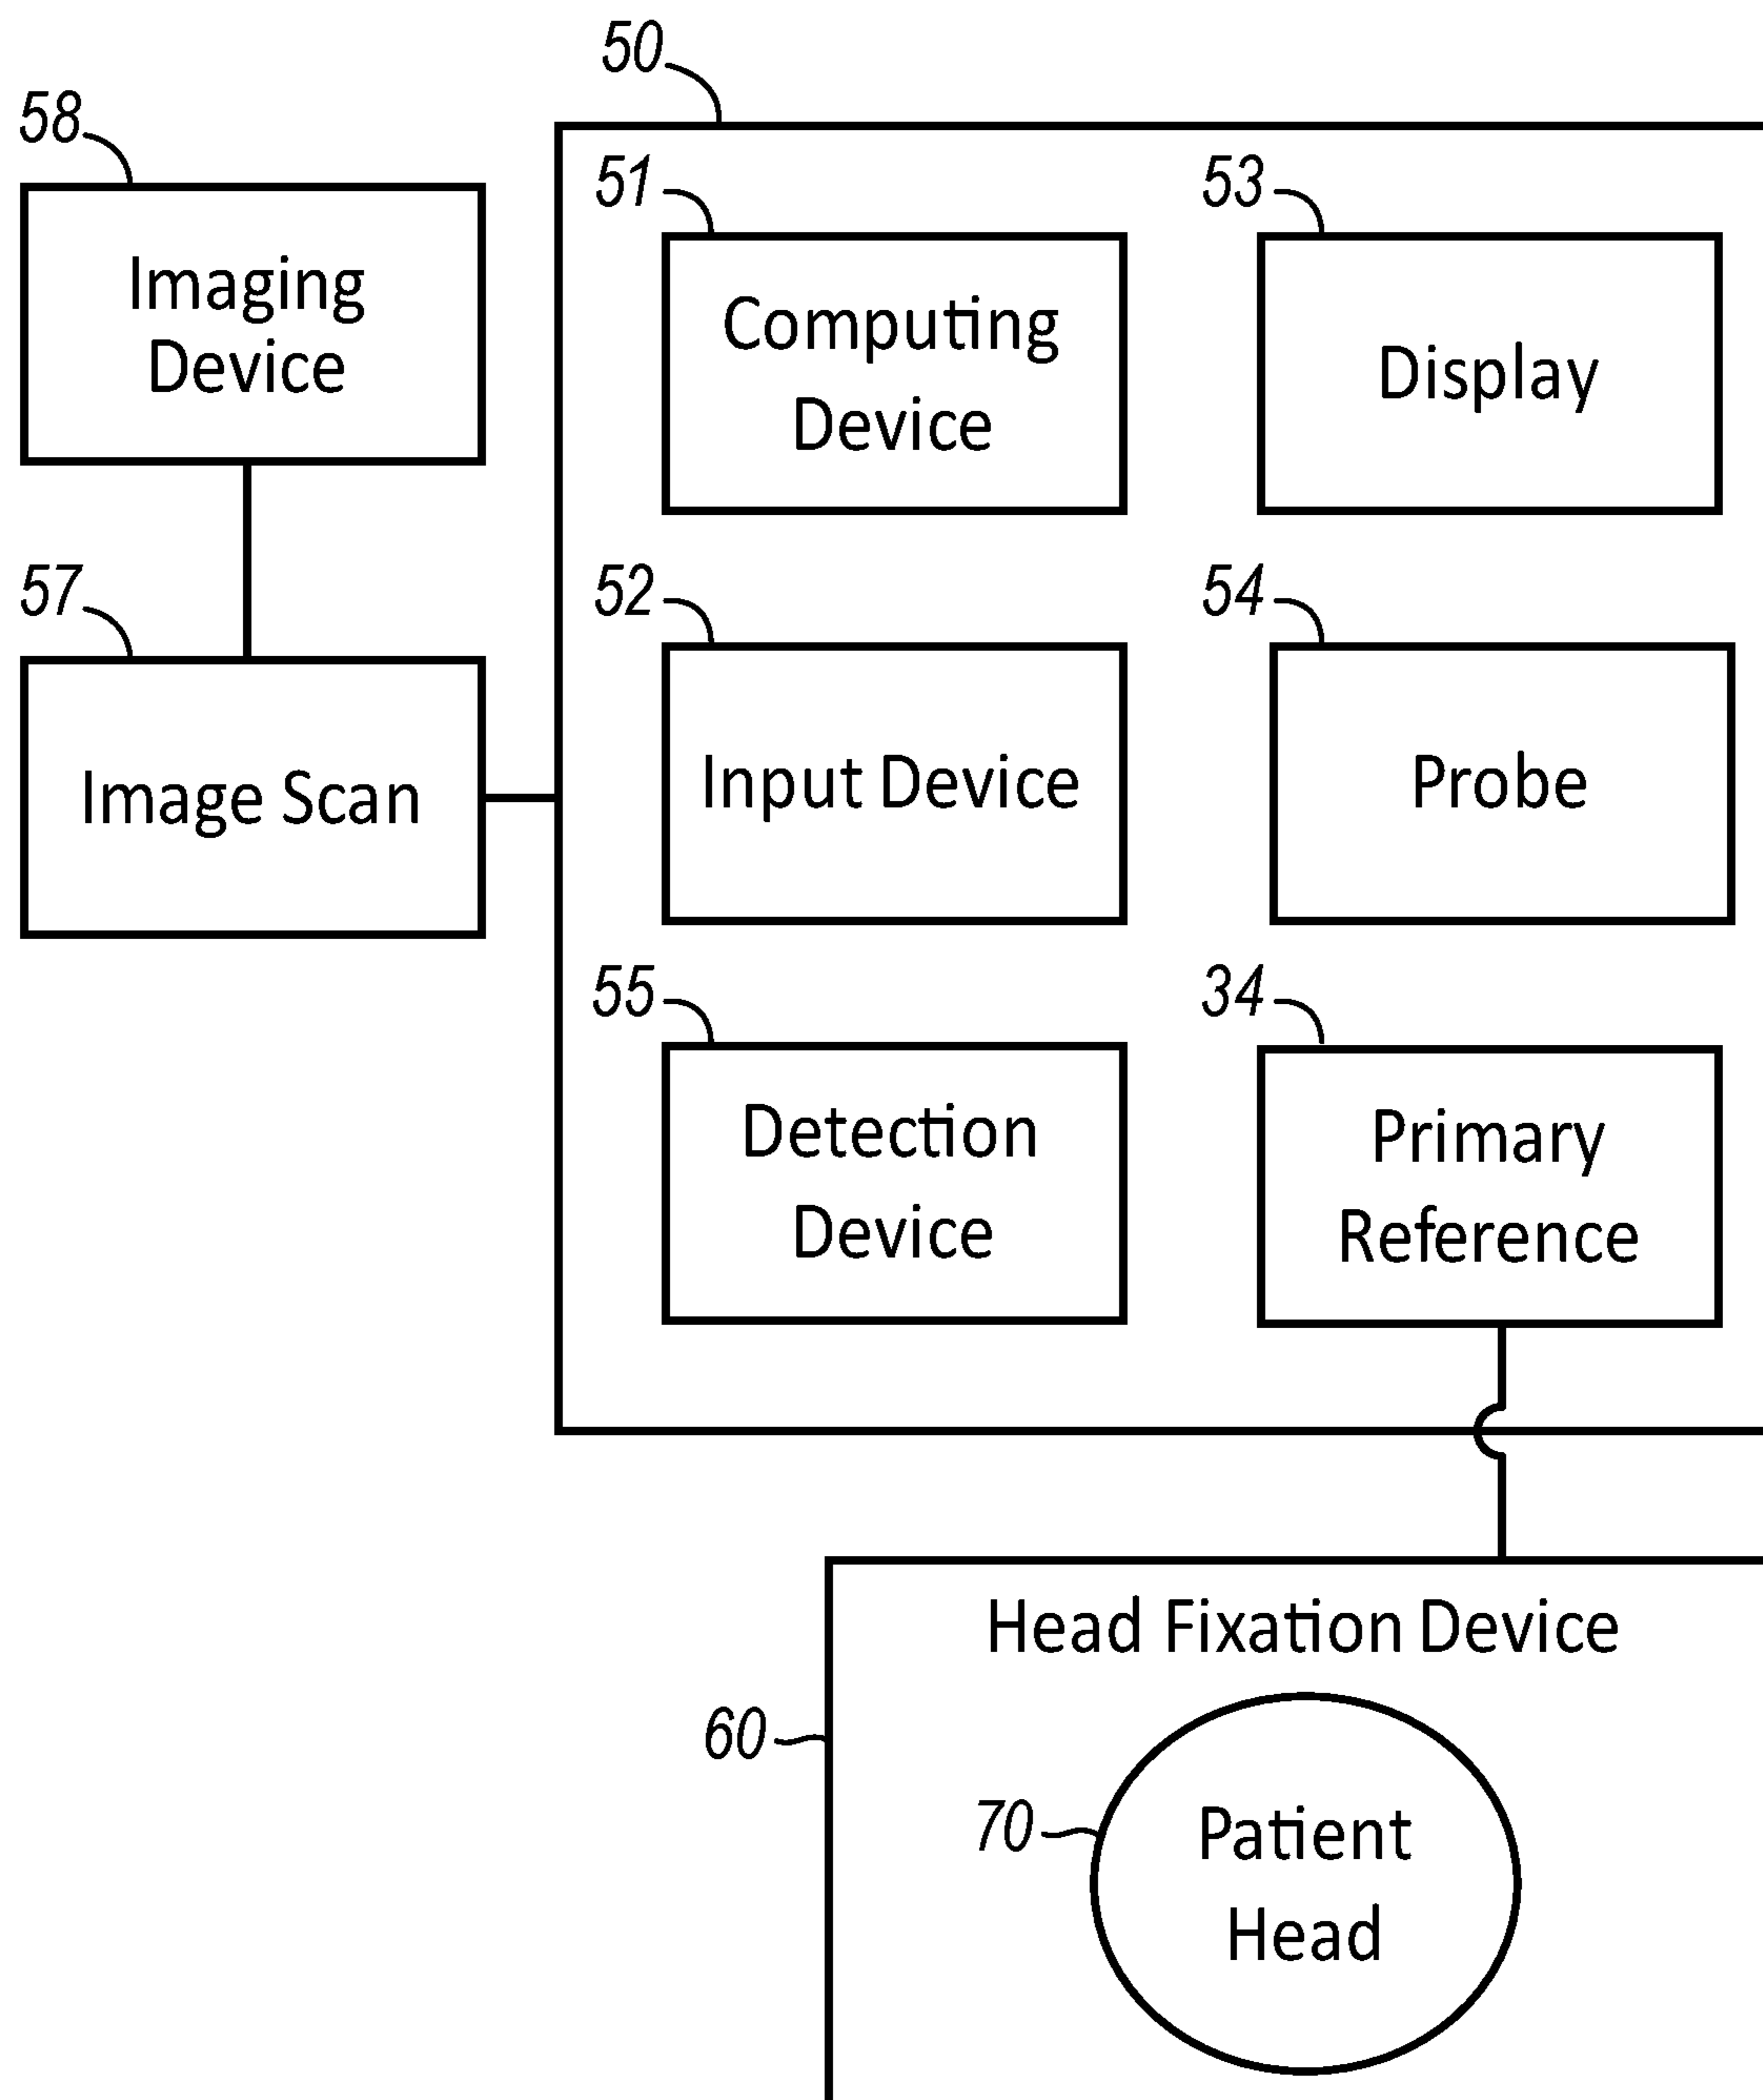 50
58
51
53
Imaging
Device
Computing
Device
Display
57
52
54
Image Scan
Input Device
Probe
55
34
Detection
Device
Primary
Reference
Head Fixation Device
60
70
Patient
Head